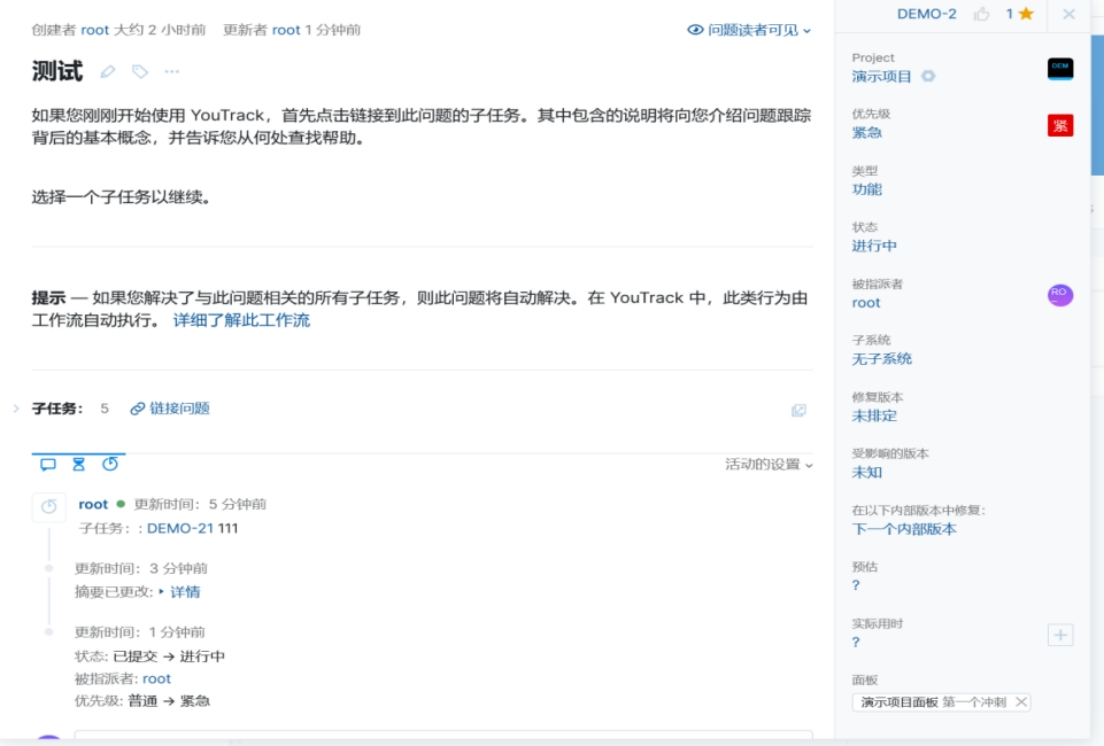 创建者 root 大约 2 小时前 更新者 root 1 分钟前
问题读者可见
测试
如果您刚刚开始使用 YouTrack，首先点击链接到此问题的子任务。其中包含的说明将向您介绍问题跟踪
背后的基本概念，并告诉您从何处查找帮助。
选择一个子任务以继续。
提示 — 如果您解决了与此问题相关的所有子任务，则此问题将自动解决。在 YouTrack 中，此类行为由
工作流自动执行。 详细了解此工作流
子任务： 5 链接问题
活动的设置
root 更新时间：5 分钟前
子任务：: DEMO-21 111
更新时间：3 分钟前
摘要已更改: 详情
更新时间：1 分钟前
状态: 已提交 → 进行中
被指派者: root
优先级: 普通 → 紧急
DEMO-2 1
Project
演示项目
DEM
优先级
紧急
紧
类型
功能
状态
进行中
被指派者
root
RO
子系统
无子系统
修复版本
未排定
受影响的版本
未知
在以下内部版本中修复:
下一个内部版本
预估
?
实际用时
?
面板
演示项目面板 第一个冲刺